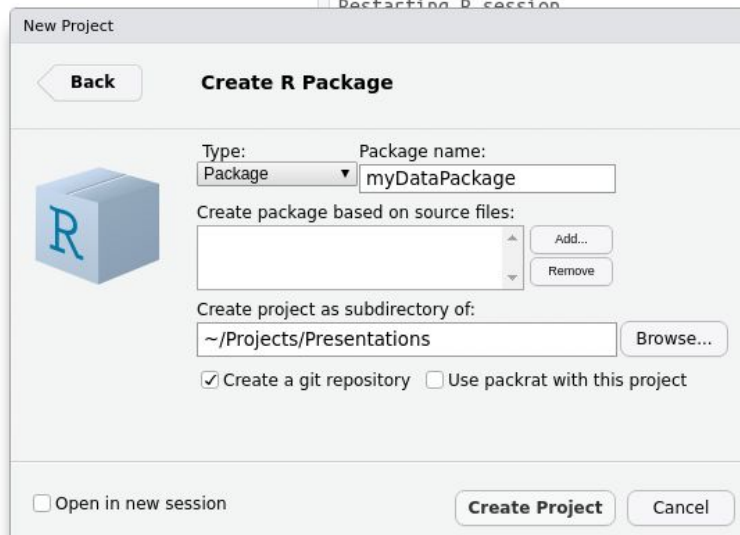 Restarting R session
New Project
Back
Create R Package
Type:
Package name:
Package
myDataPackage
R
Create package based on source files:
Add...
Remove
Create project as subdirectory of:
~/Projects/Presentations
Browse...
Create a git repository
Use packrat with this project
Open in new session
Create Project
Cancel